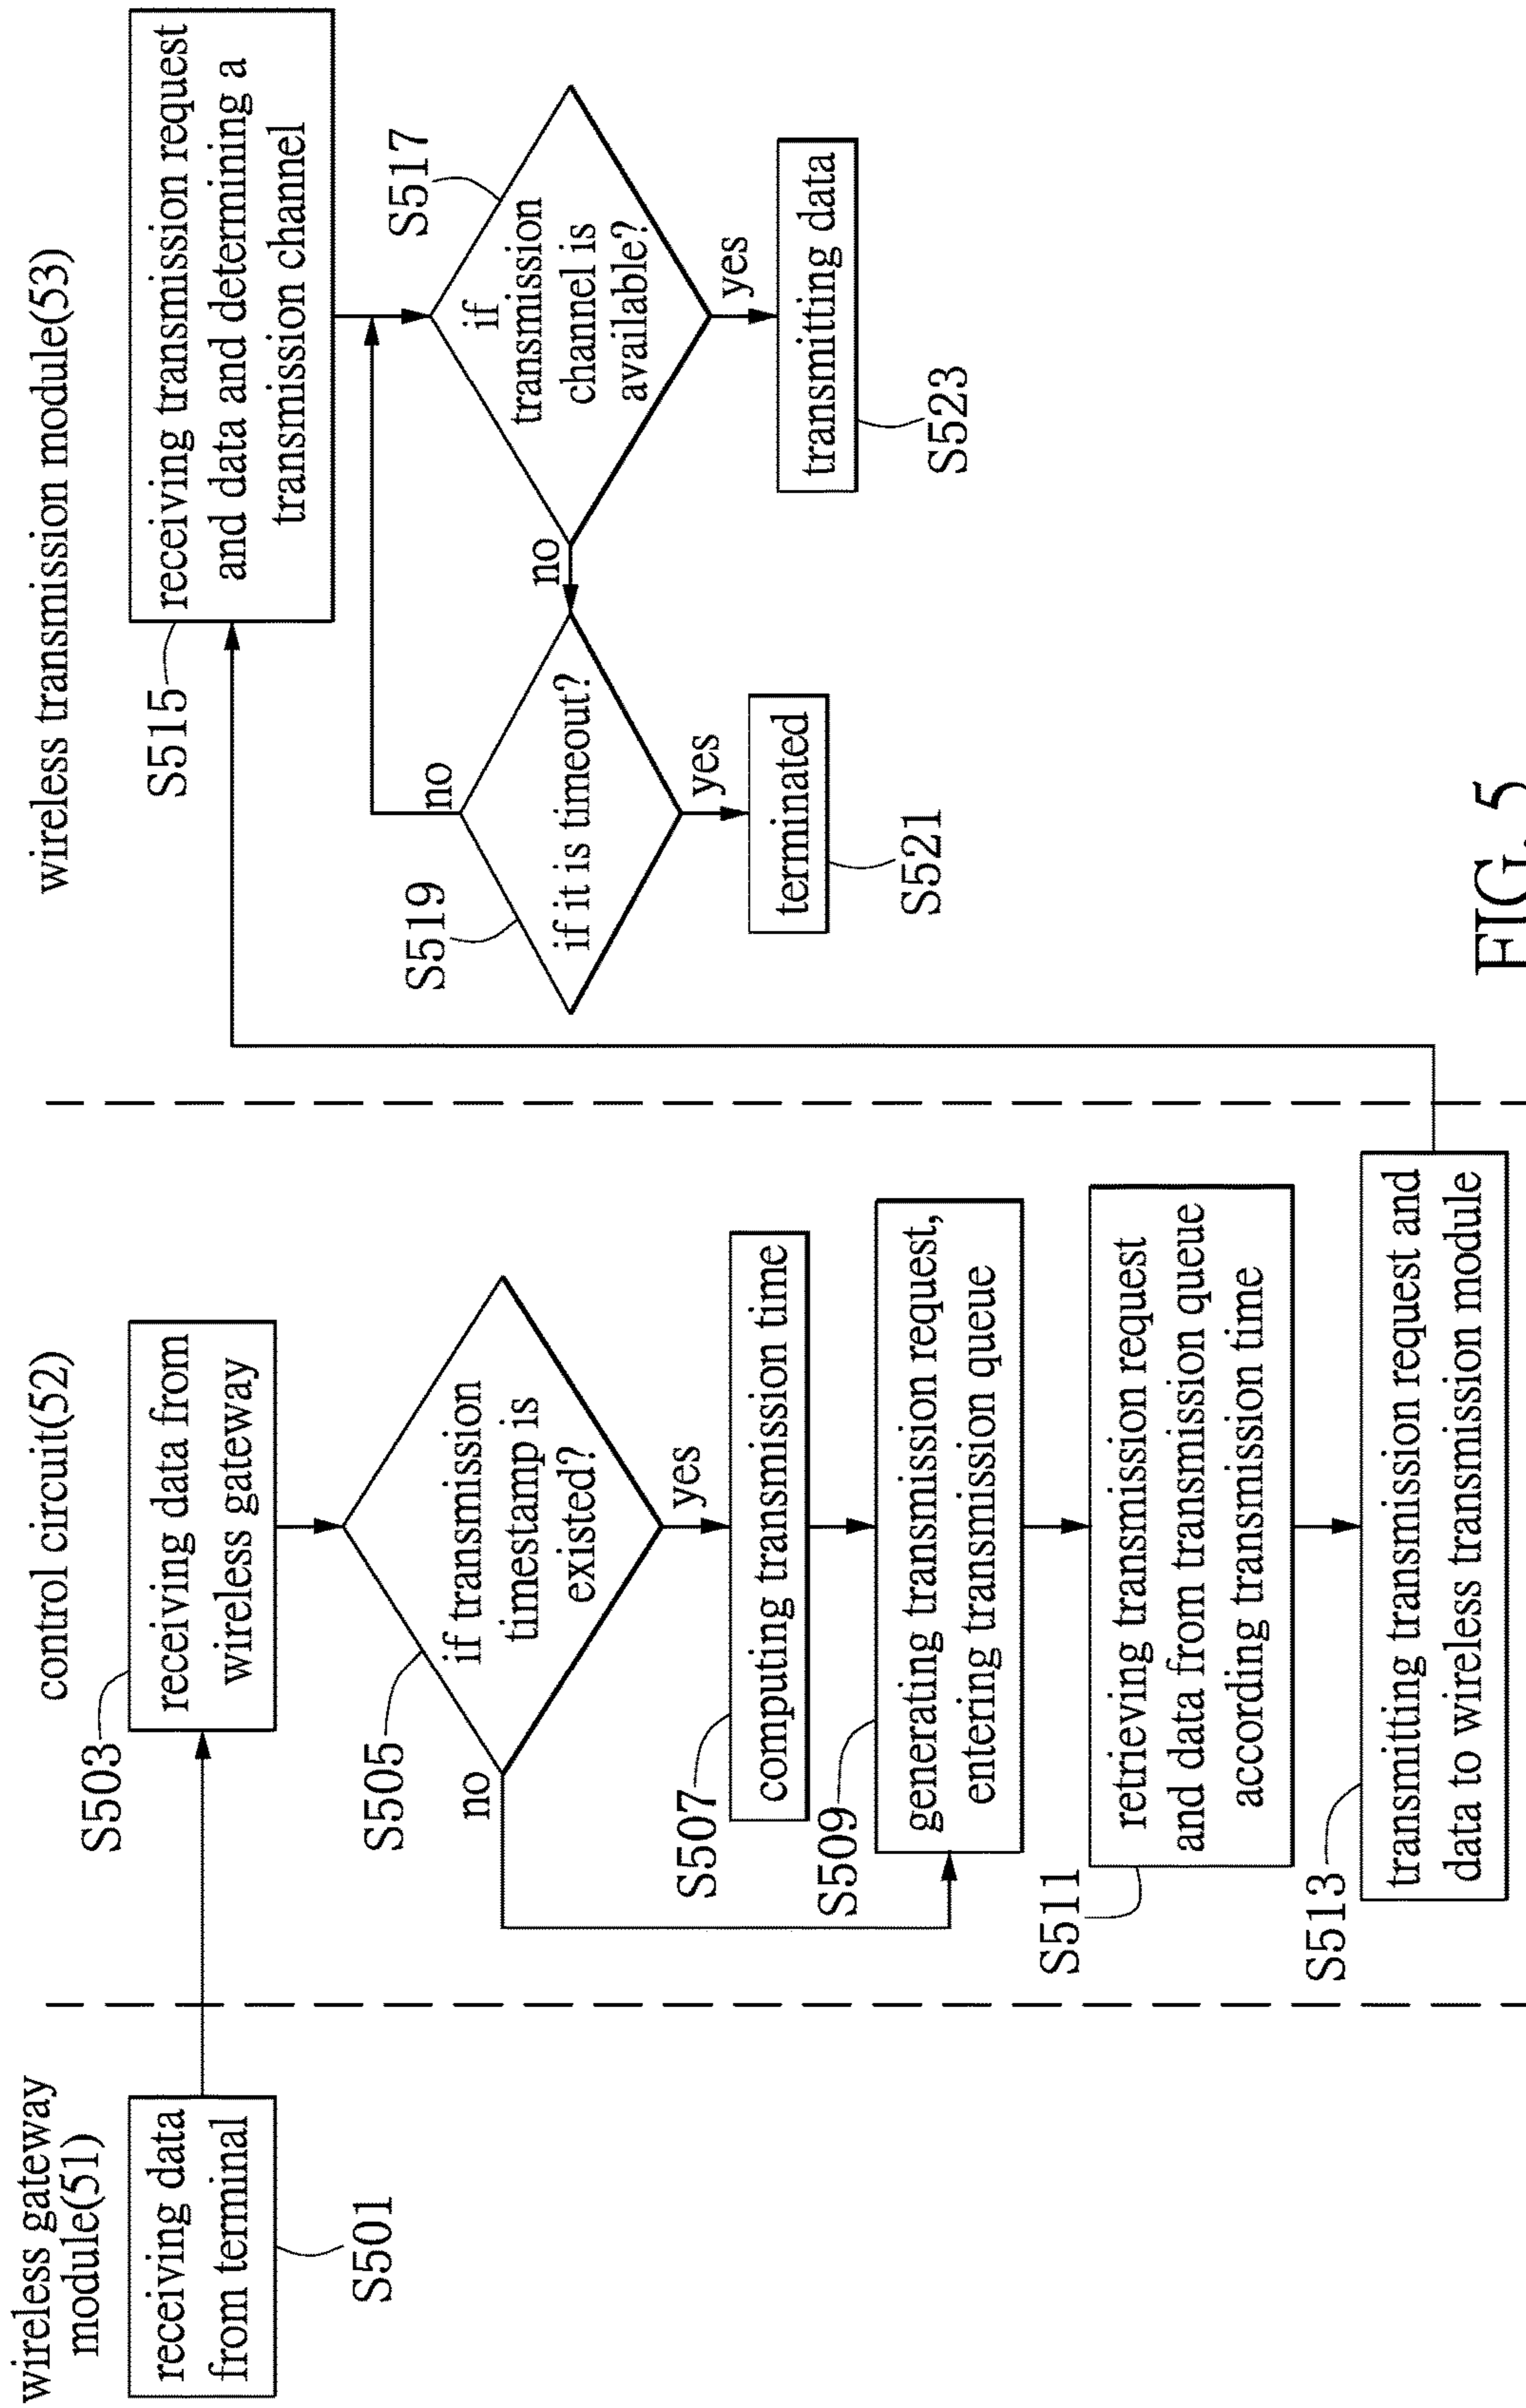 wireless gateway
module(51)
receiving data
from terminal
S501
control circuit(52)
S503
receiving data from
wireless gateway
S505
if transmission
timestamp is
existed?
no
yes
S507
computing transmission time
S509
generating transmission request,
entering transmission queue
S511
retrieving transmission request
and data from transmission queue
according transmission time
S513
transmitting transmission request and
data to wireless transmission module
wireless transmission module(53)
S515
receiving transmission request
and data and determining a
transmission channel
S517
if
transmission
channel is
available?
no
yes
S519
if it is timeout?
no
yes
terminated
S521
transmitting data
S523
FIG. 5